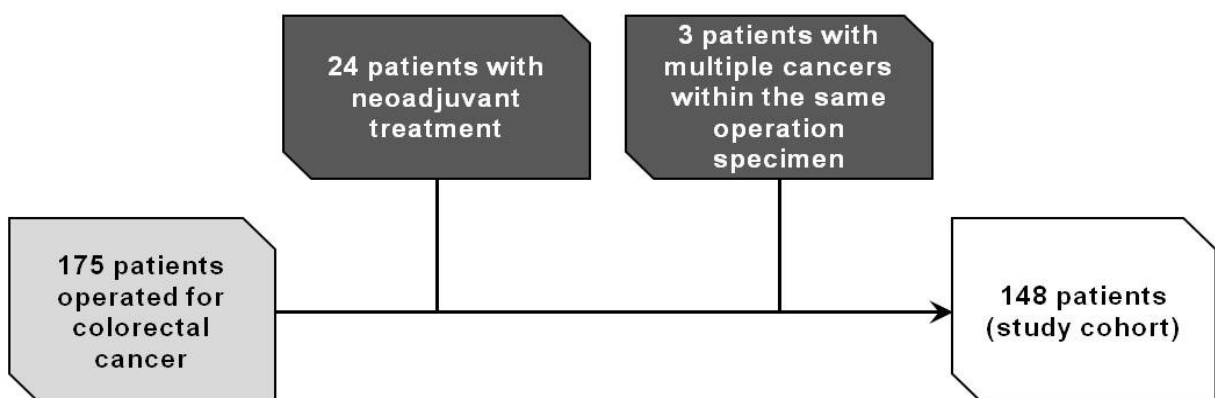 24 patients with
neoadjuvant
treatment
3 patients with
multiple cancers
within the same
operation
specimen
175 patients
operated for
colorectal
cancer
148 patients
(study cohort)